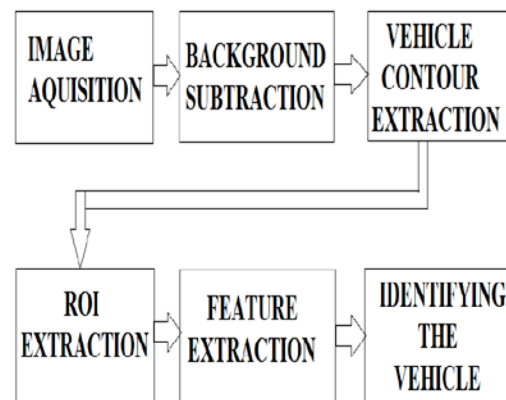 IMAGE
AQUISITION
BACKGROUND
SUBTRACTION
VEHICLE
CONTOUR
EXTRACTION
ROI
EXTRACTION
FEATURE
EXTRACTION
IDENTIFYING
THE
VEHICLE